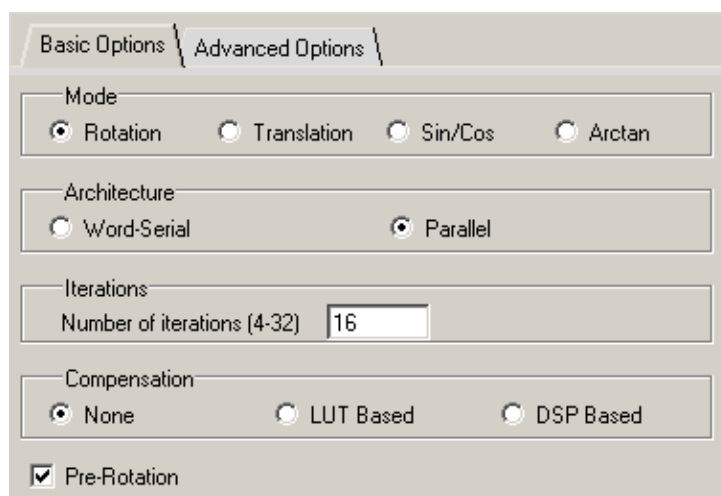 Basic Options Advanced Options
Mode
Rotation Translation Sin/Cos Arctan
Architecture
Word-Serial Parallel
Iterations
Number of iterations (4-32) 16
Compensation
None LUT Based DSP Based
Pre-Rotation